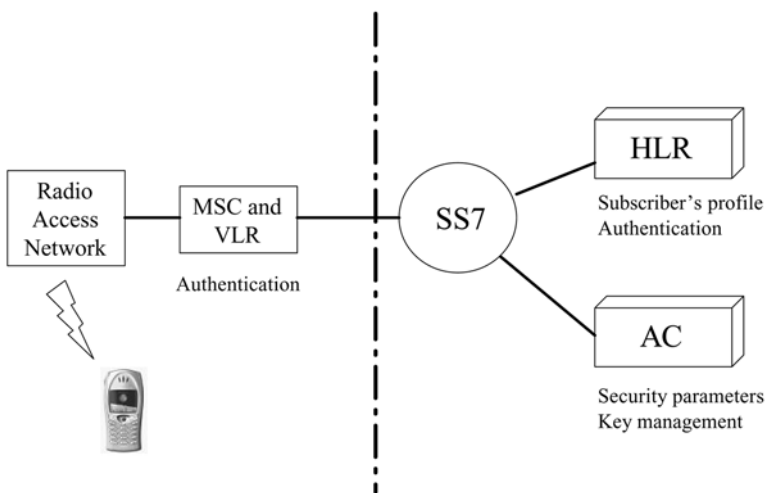 Radio
Access
Network
MSC and
VLR
Authentication
SS7
HLR
Subscriber’s profile
Authentication
AC
Security parameters
Key management